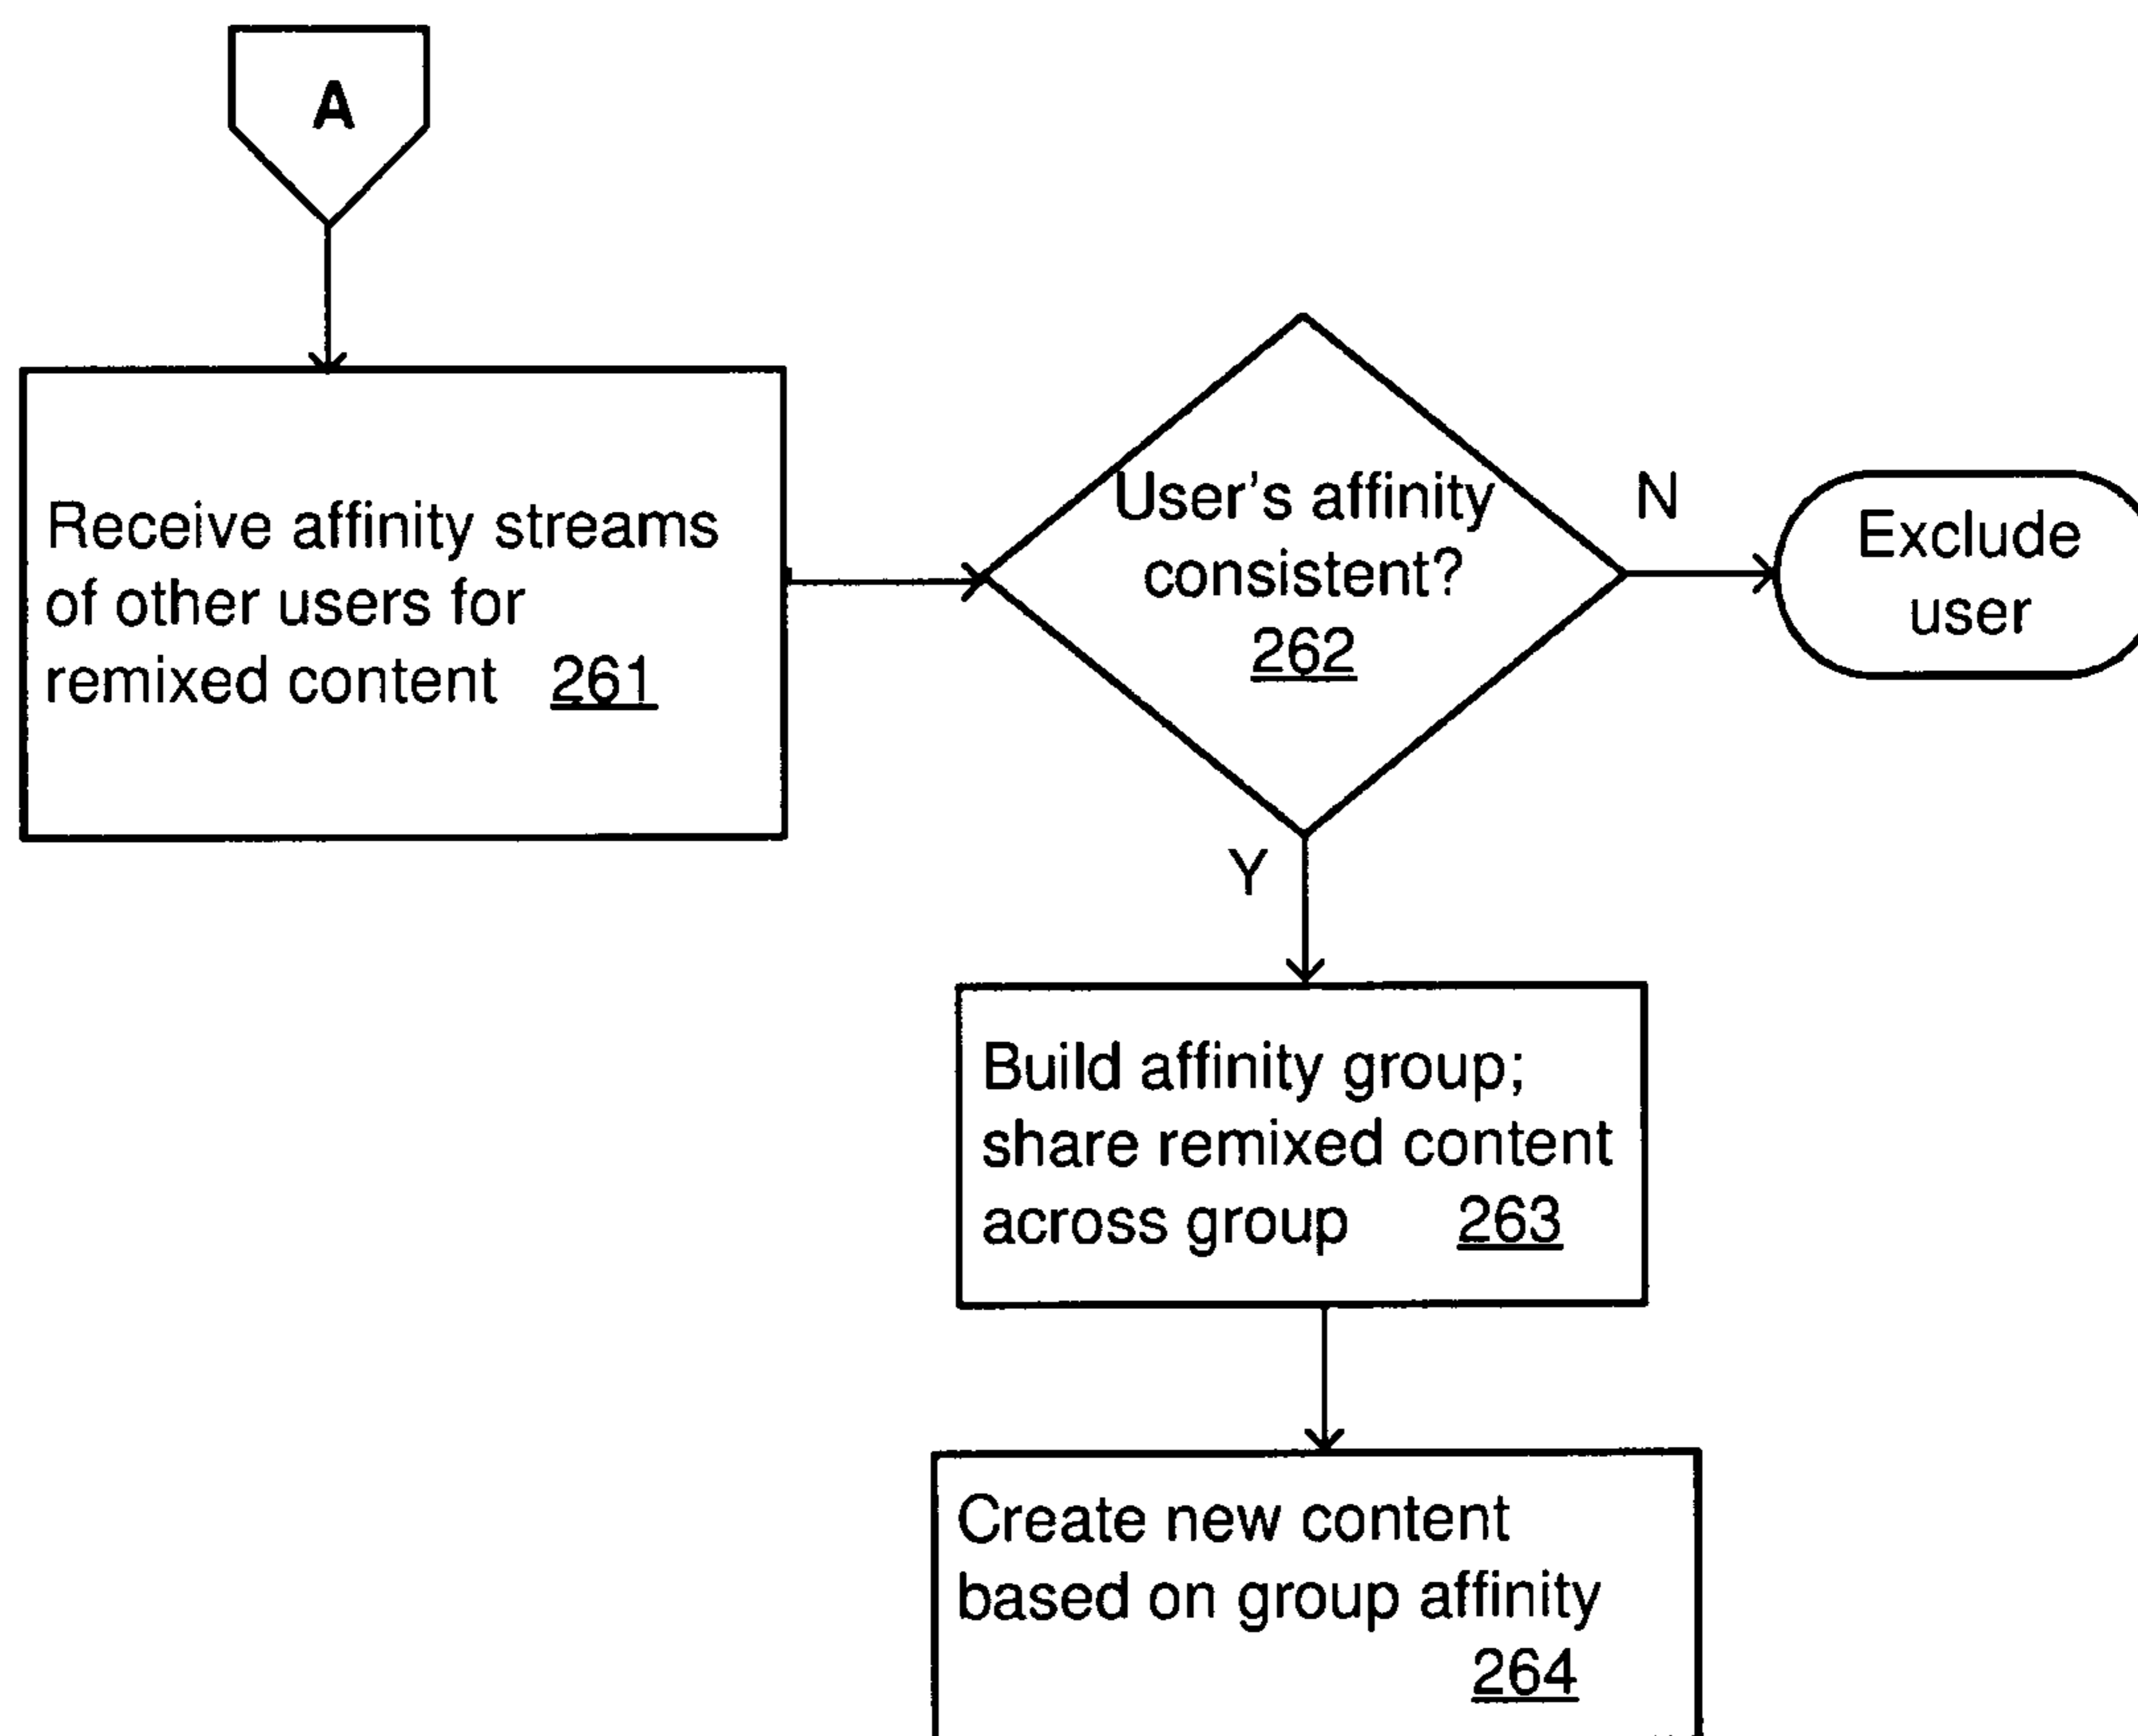 A
Receive affinity streams
of other users for
remixed content 261
User's affinity
consistent?
262
N
Exclude
user
Y
Build affinity group;
share remixed content
across group 263
Create new content
based on group affinity
264